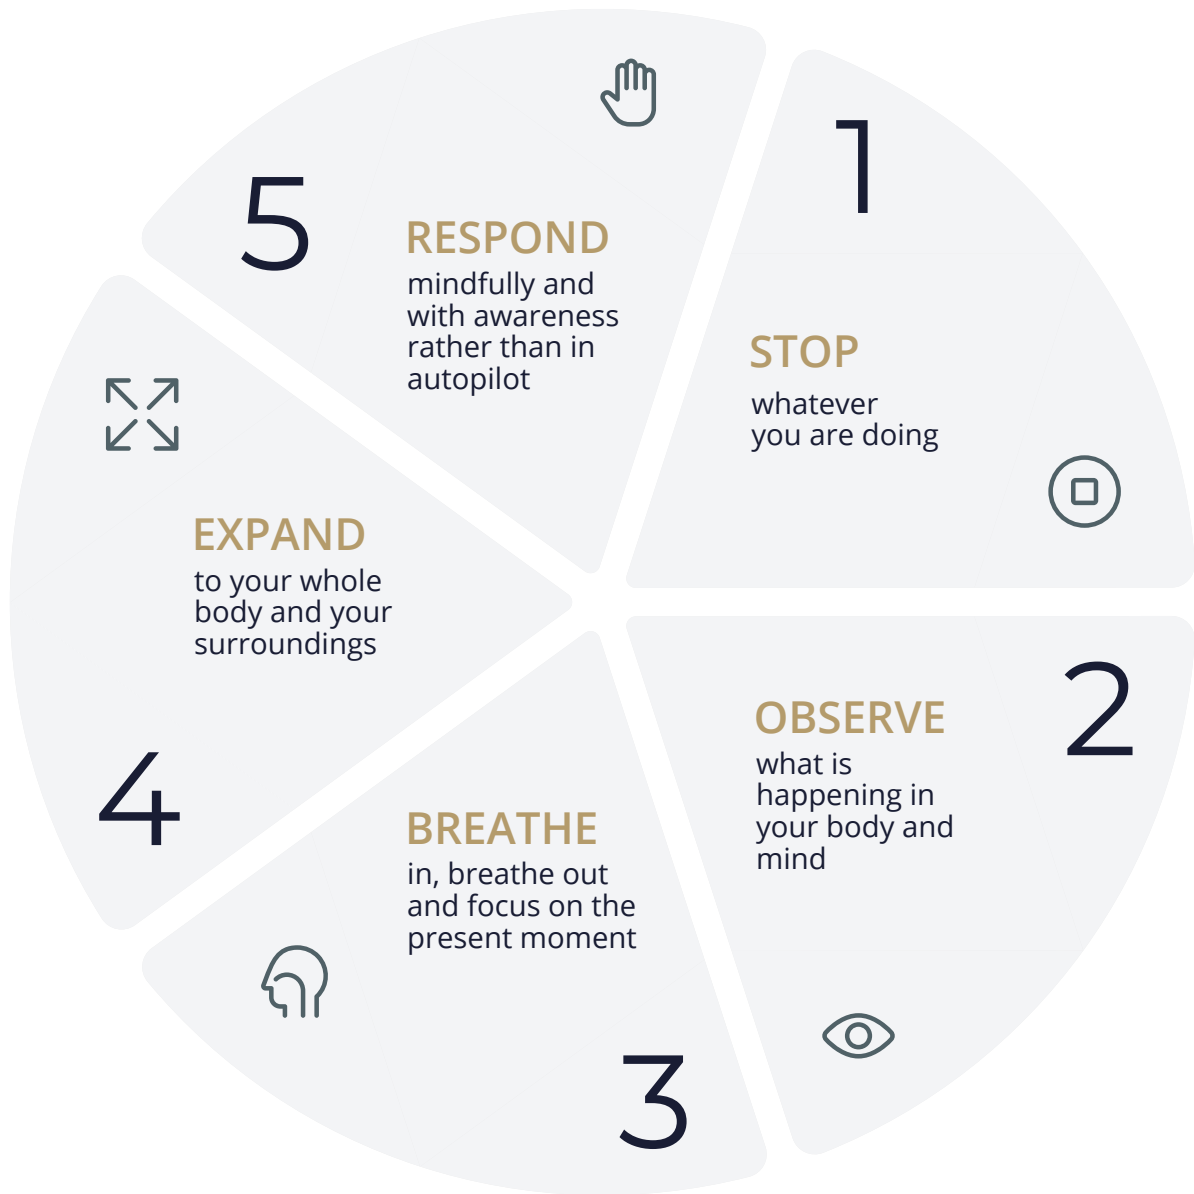 1
STOP
whatever
you are doing
2
OBSERVE
what is
happening in
your body and
mind
3
BREATHE
in, breathe out
and focus on the
present moment
4
EXPAND
to your whole
body and your
surroundings
5
RESPOND
mindfully and
with awareness
rather than in
autopilot